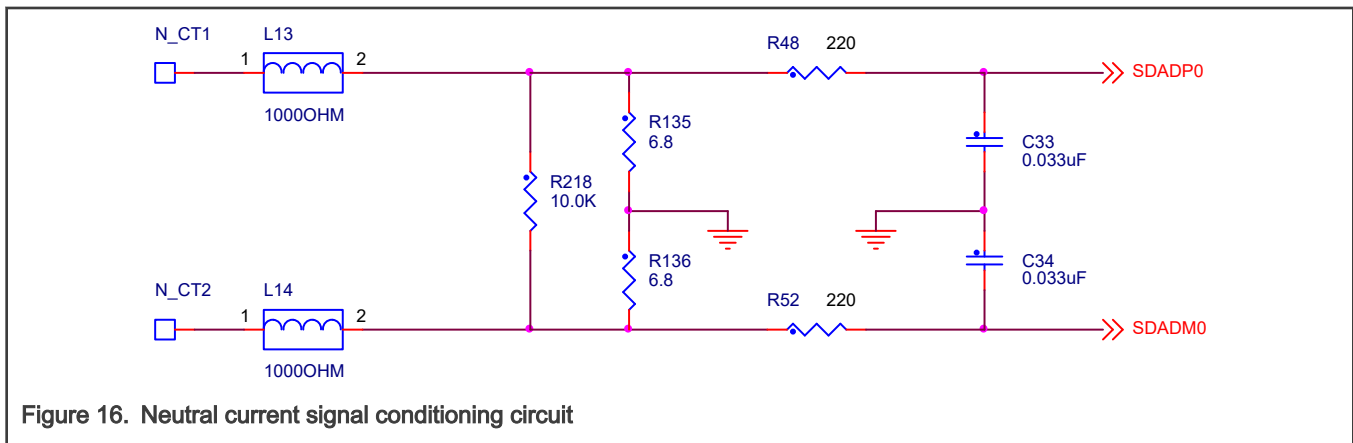 N_CT1
L13
1
2
1000OHM
R48
220
SDADP0
R135
6.8
C33
0.033uF
R218
10.0K
R136
6.8
C34
0.033uF
N_CT2
L14
1
2
1000OHM
R52
220
SDADM0
Figure 16. Neutral current signal conditioning circuit